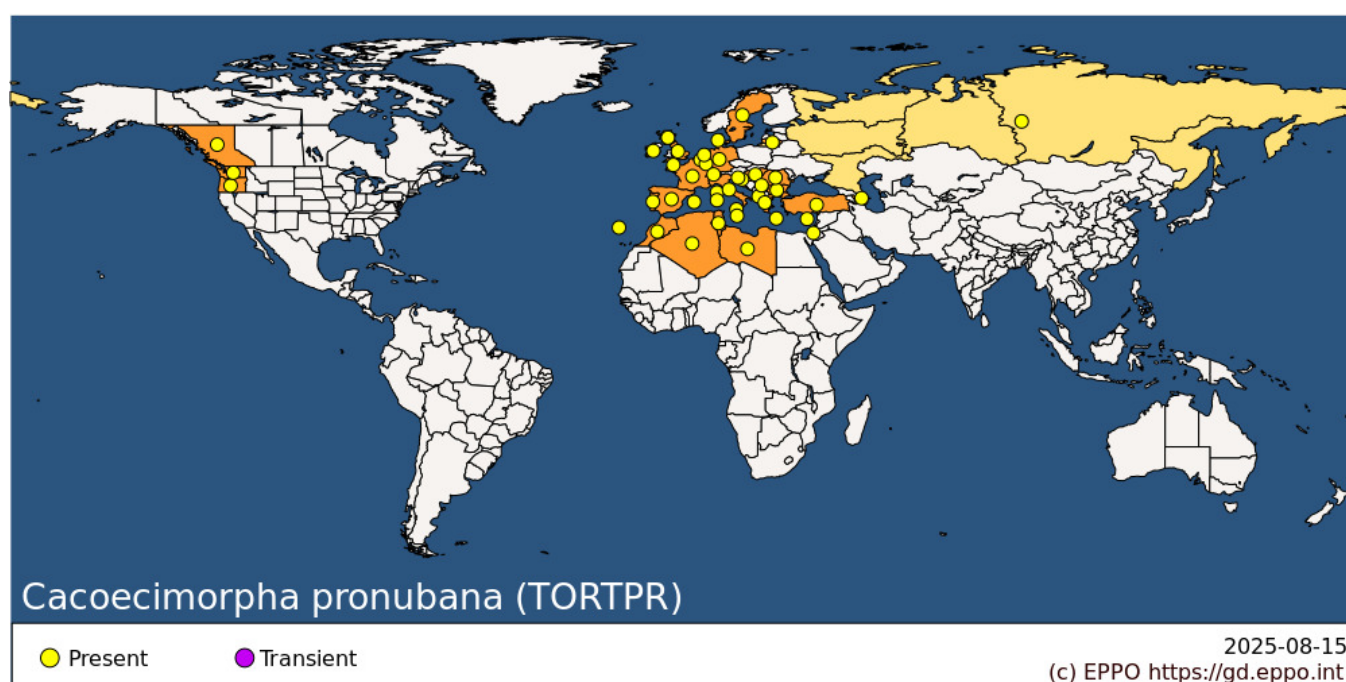 Cacoecimorpha pronubana (TORTPR)
Present
Transient
2025-08-15
(c) EPPO https://gd.eppo.int